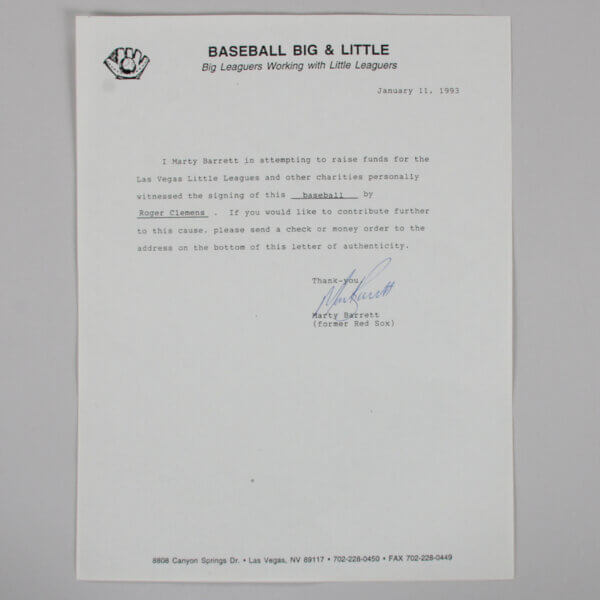 BASEBALL BIG & LITTLE
Big Leaguers Working with Little Leaguers
January 11, 1993
I Marty Barrett in attempting to raise funds for the
Las Vegas Little Leagues and other charities personally
witnessed the signing of this baseball by
Roger Clemens . If you would like to contribute further
to this cause, please send a check or money order to the
address on the bottom of this letter of authenticity.
Thank-you,
Marty Barrett
Marty Barrett
(former Red Sox)
8808 Canyon Springs Dr. • Las Vegas, NV 89117 • 702-228-0450 • FAX 702-228-0449